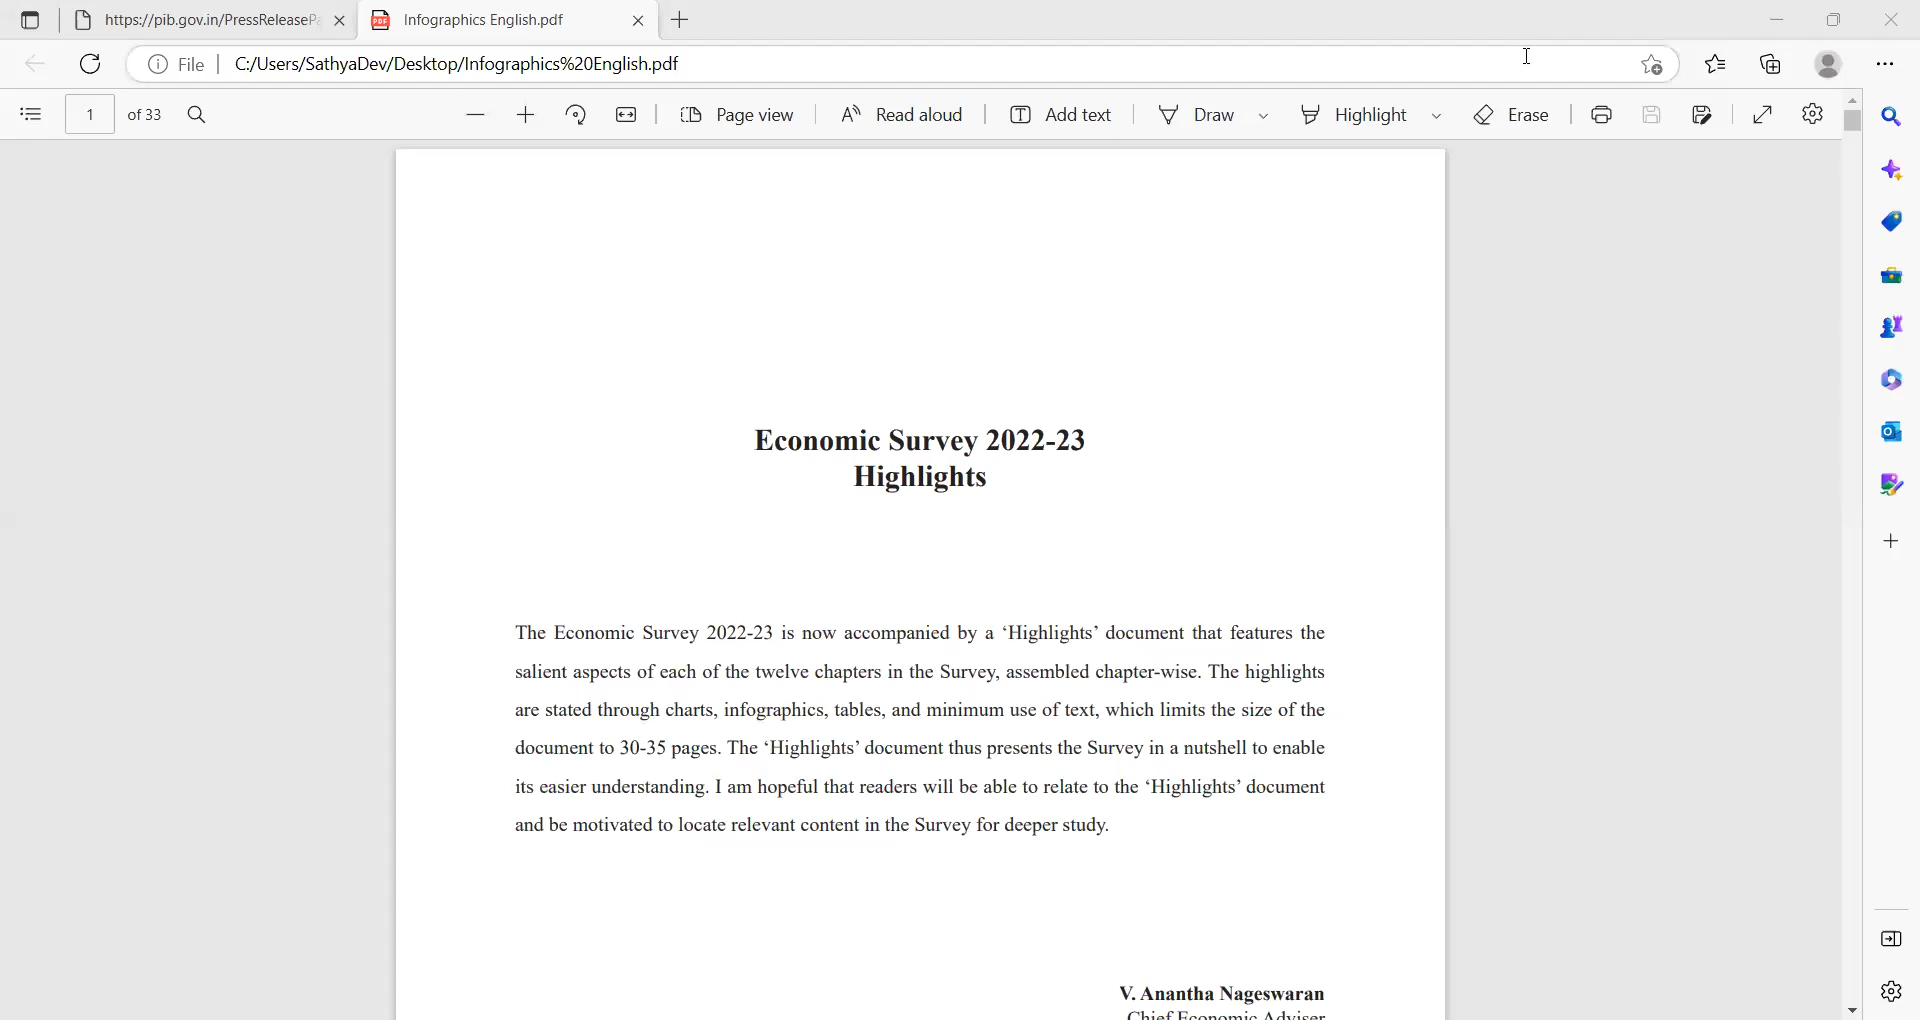 https://pib.gov.in/PressReleasePa
Infographics English.pdf
File
C:/Users/SathyaDev/Desktop/Infographics%20English.pdf
1 of 33
Page view
Read aloud
Add text
Draw
Highlight
Erase
Economic Survey 2022-23
Highlights
The Economic Survey 2022-23 is now accompanied by a ‘Highlights’ document that features the
salient aspects of each of the twelve chapters in the Survey, assembled chapter-wise. The highlights
are stated through charts, infographics, tables, and minimum use of text, which limits the size of the
document to 30-35 pages. The ‘Highlights’ document thus presents the Survey in a nutshell to enable
its easier understanding. I am hopeful that readers will be able to relate to the ‘Highlights’ document
and be motivated to locate relevant content in the Survey for deeper study.
V. Anantha Nageswaran
Chief Economic Adviser